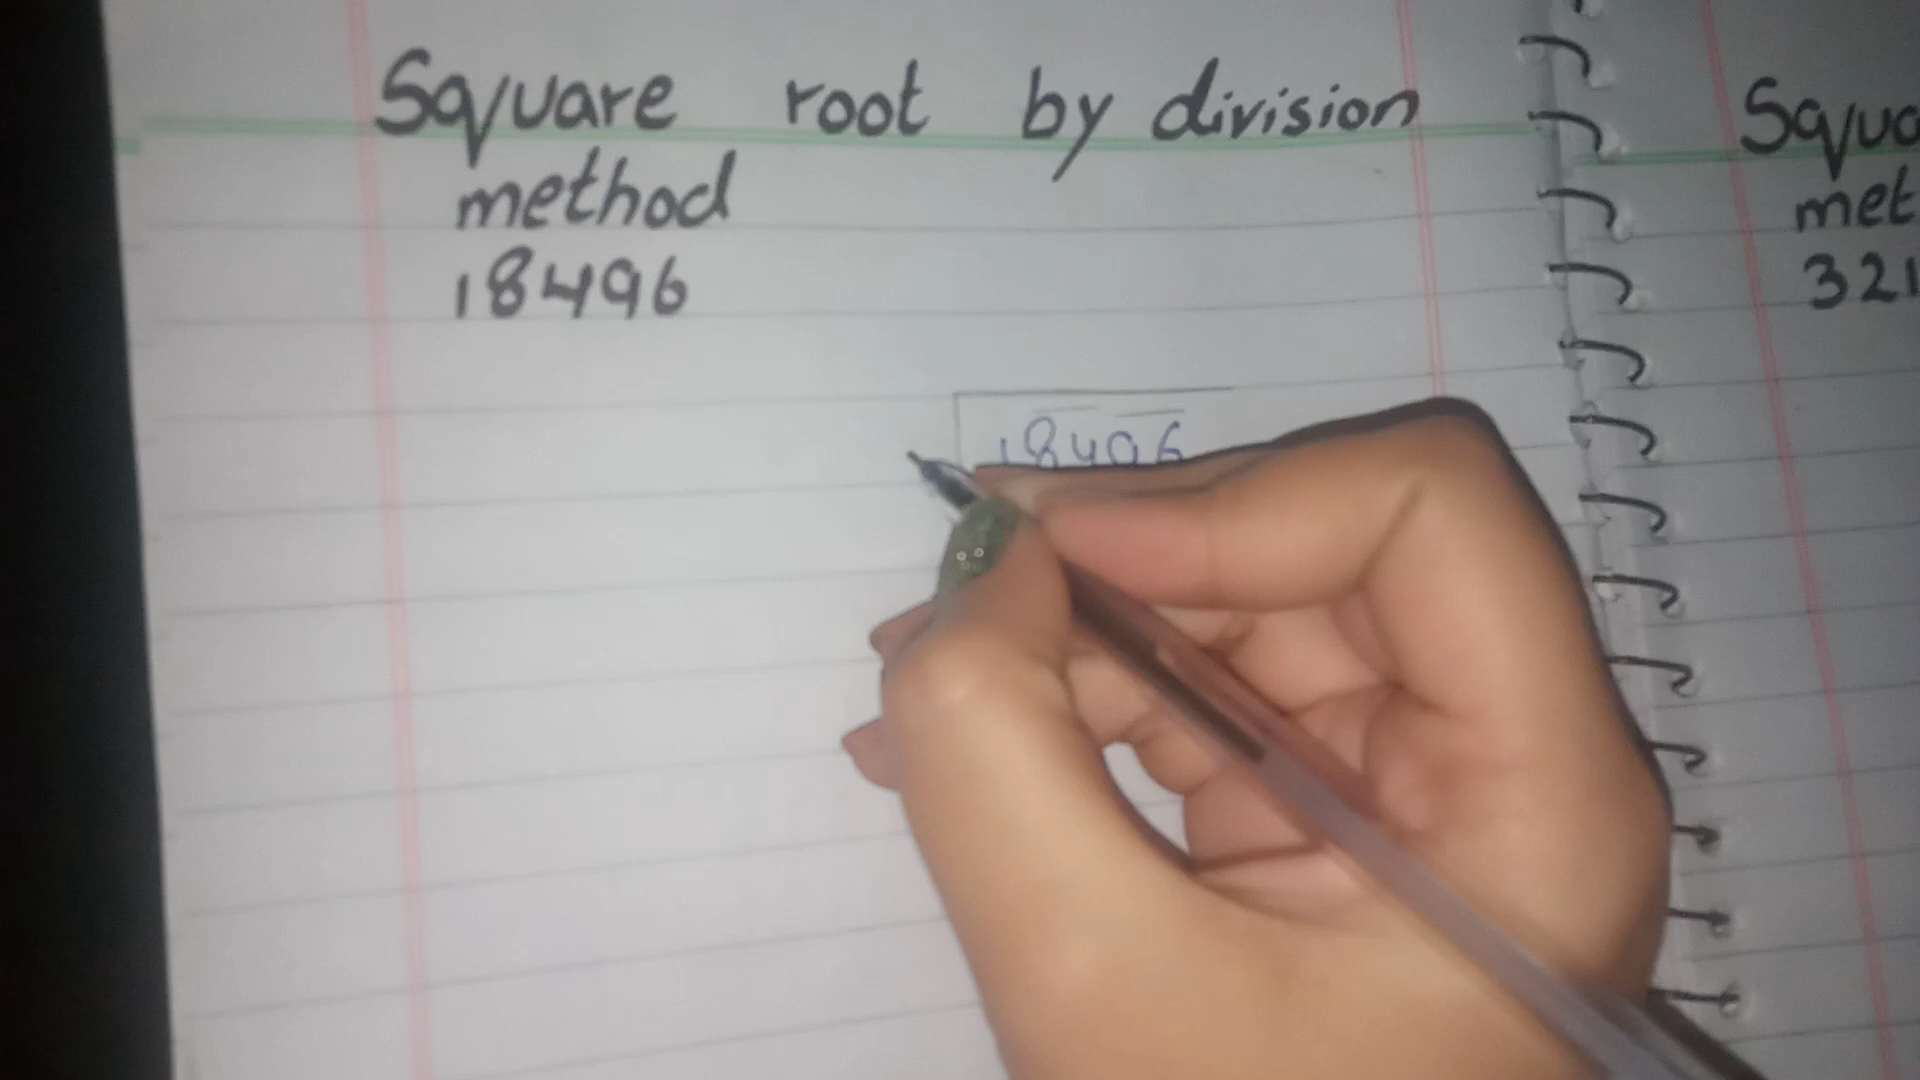 Square root by division
method
18496
18496
Squa
met
321